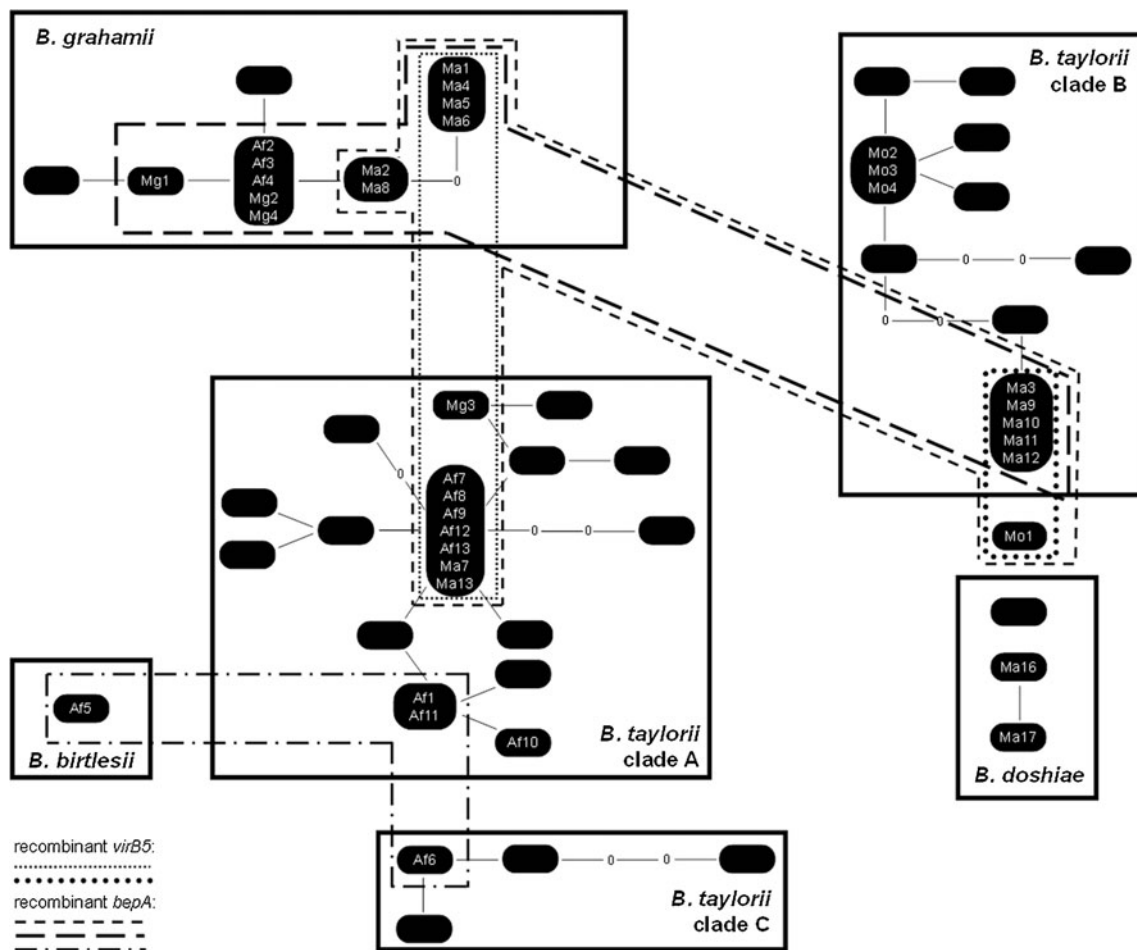 B. grahamii
Ma1
Ma4
Ma5
Ma6
Af2
Af3
Af4
Mg2
Mg4
Mg1
Ma2
Ma8
0
B. taylorii
clade B
Mo2
Mo3
Mo4
0 0
0 0
Ma3
Ma9
Ma10
Ma11
Ma12
Mo1
Mg3
0
Af7
Af8
Af9
Af12
Af13
Ma7
Ma13
0 0
Af1
Af11
Af10
B. taylorii
clade A
Af5
B. birtlesii
Ma16
Ma17
B. doshiae
Af6
0 0
B. taylorii
clade C
recombinant virB5:
recombinant bepA: